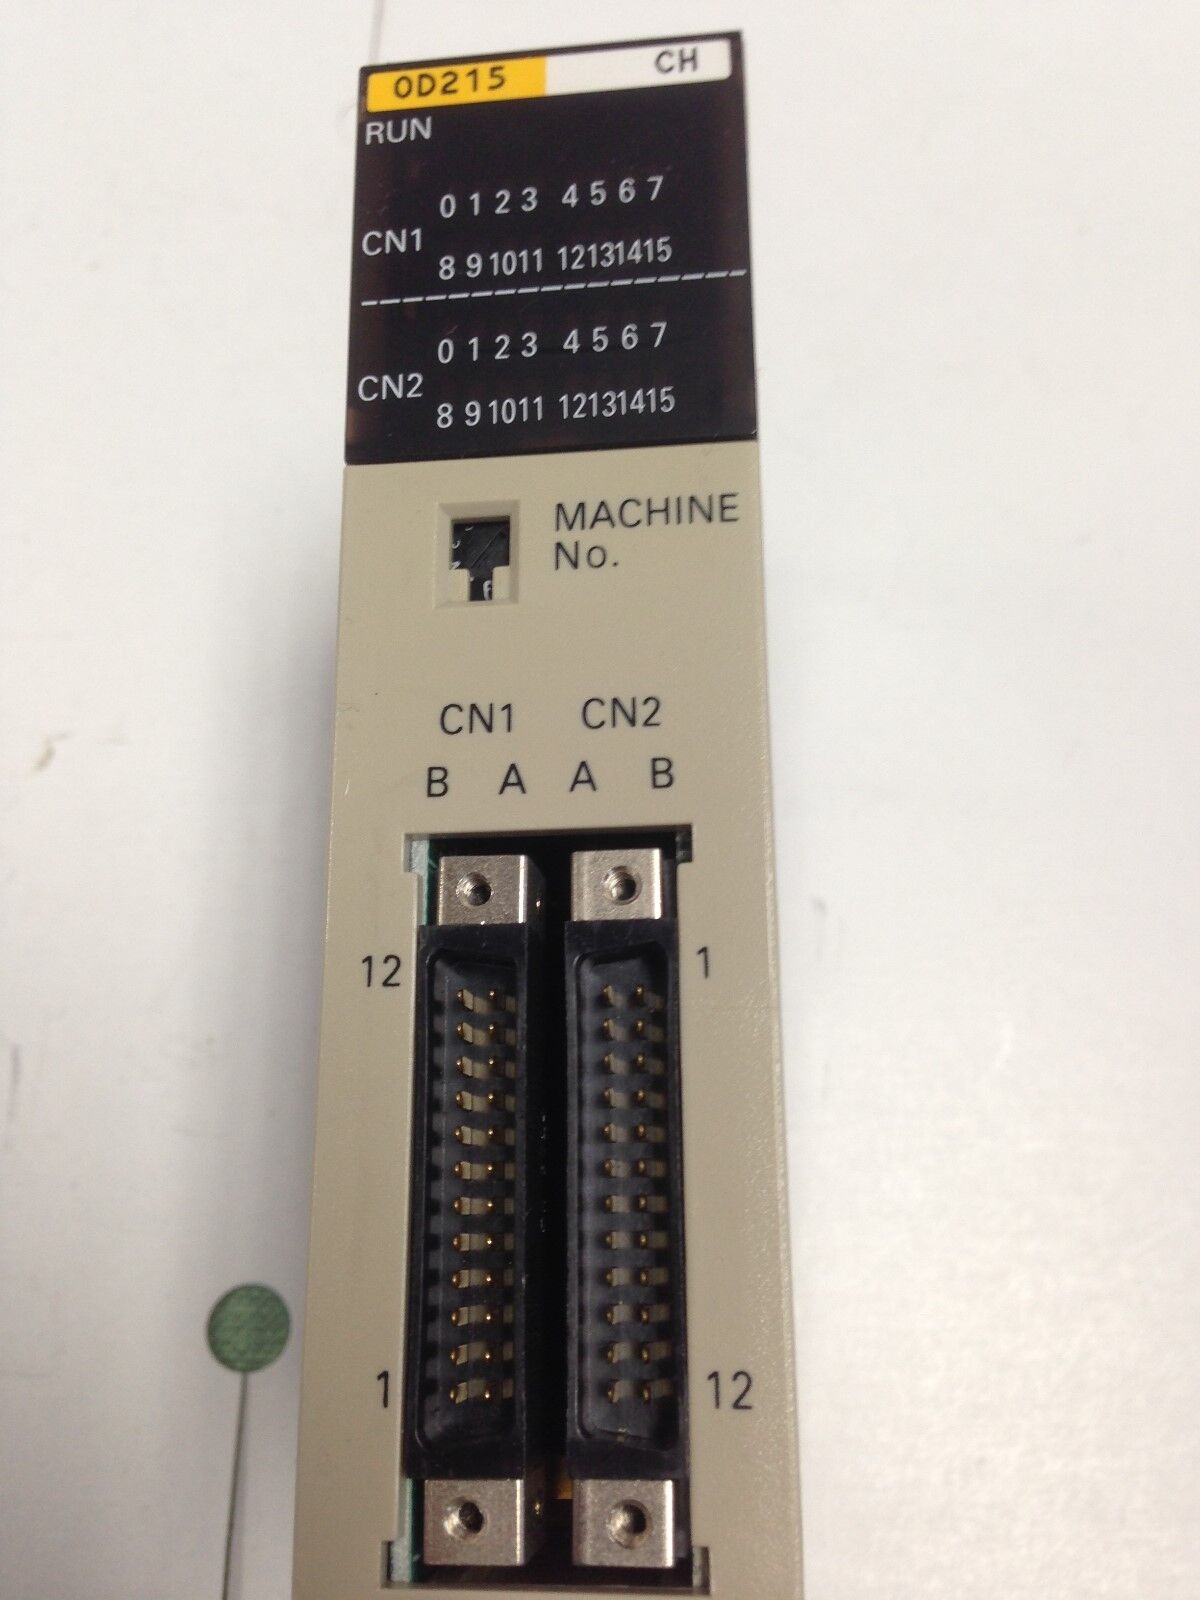 OD215 CH
RUN
0 1 2 3 4 5 6 7
CN1
8 9 10 11 12 13 14 15
0 1 2 3 4 5 6 7
CN2
8 9 10 11 12 13 14 15
MACHINE
No.
CN1 CN2
B A A B
12 1
1 12